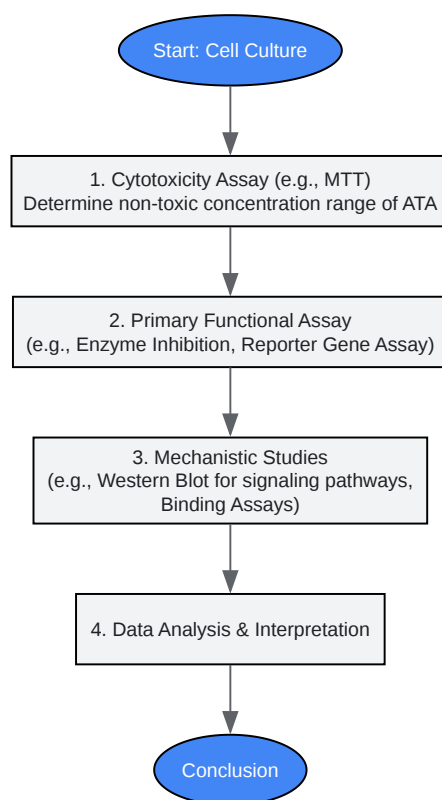 Start: Cell Culture
1. Cytotoxicity Assay (e.g., MTT)
Determine non-toxic concentration range of ATA
2. Primary Functional Assay
(e.g., Enzyme Inhibition, Reporter Gene Assay)
3. Mechanistic Studies
(e.g., Western Blot for signaling pathways,
Binding Assays)
4. Data Analysis & Interpretation
Conclusion